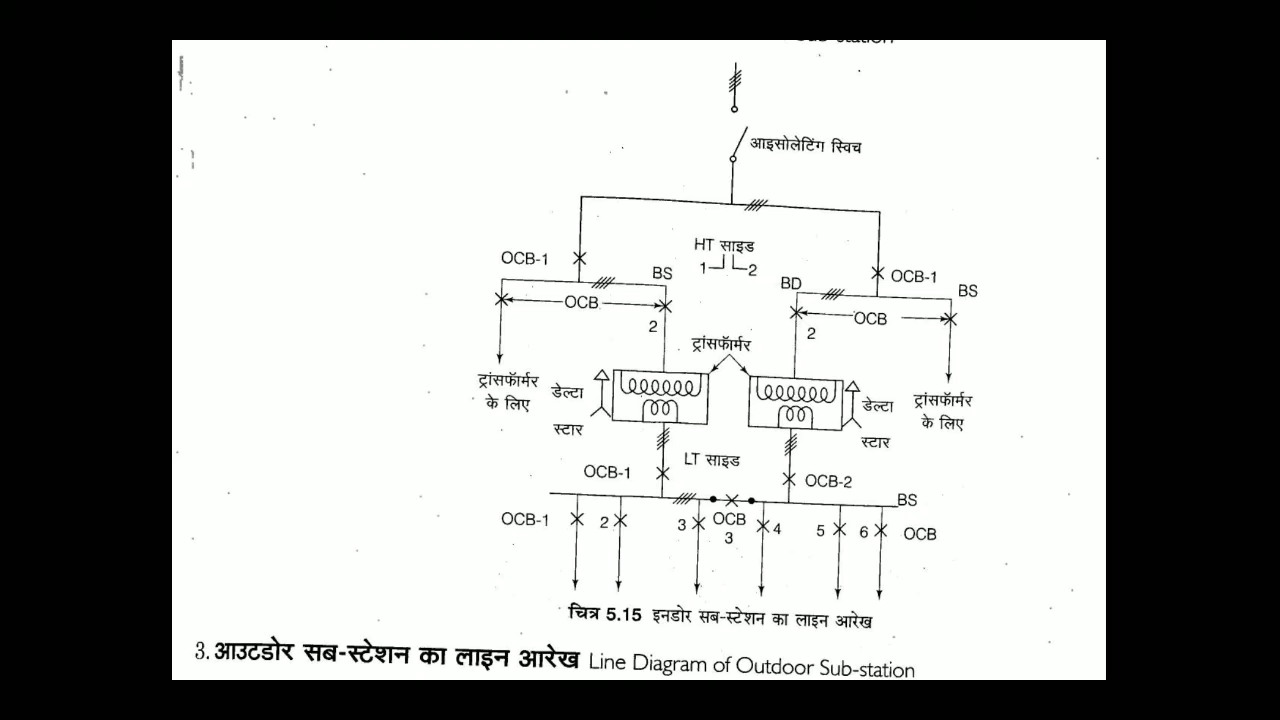 आइसोलेटिंग स्विच
HT साइड
1 2
OCB-1
BS
OCB
2
BD
OCB-1
BS
OCB
2
ट्रांसफॉर्मर
ट्रांसफॉर्मर
के लिए
डेल्टा
स्टार
डेल्टा
स्टार
ट्रांसफॉर्मर
के लिए
LT साइड
OCB-1
OCB-2
BS
OCB-1
2
3
OCB
3
4
5
6
OCB
चित्र 5.15 इनडोर सब-स्टेशन का लाइन आरेख
3. आउटडोर सब-स्टेशन का लाइन आरेख Line Diagram of Outdoor Sub-station